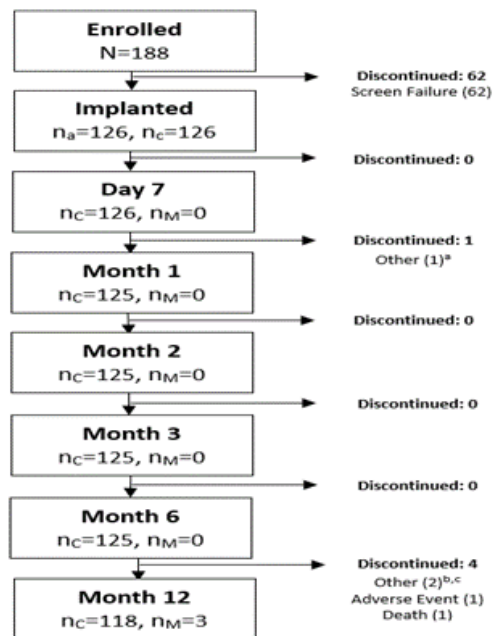 Enrolled
N=188
Discontinued: 62
Screen Failure (62)
Implanted
na=126, nc=126
Discontinued: 0
Day 7
nC=126, nM=0
Discontinued: 1
Other (1)a
Month 1
nC=125, nM=0
Discontinued: 0
Month 2
nC=125, nM=0
Discontinued: 0
Month 3
nC=125, nM=0
Discontinued: 0
Month 6
nC=125, nM=0
Discontinued: 4
Other (2)b,c
Adverse Event (1)
Death (1)
Month 12
nC=118, nM=3